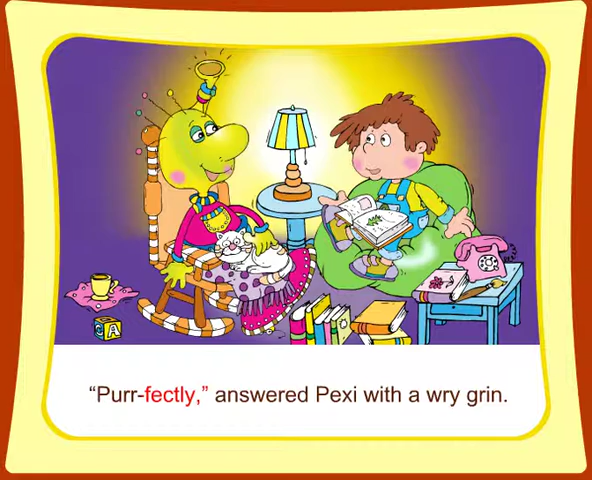 “Purr-fectly,” answered Pexi with a wry grin.
A